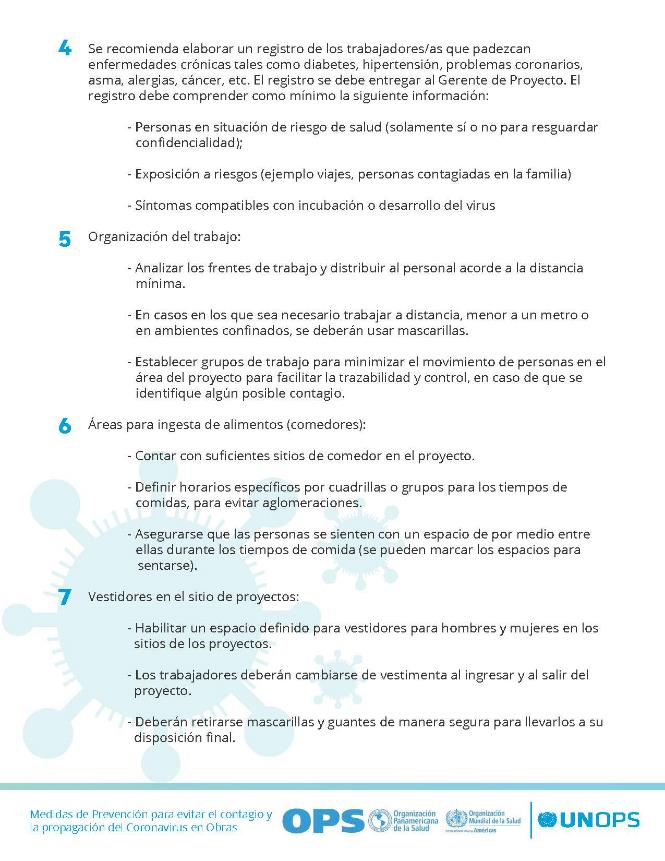 4 Se recomienda elaborar un registro de los trabajadores/as que padezcan
enfermedades crónicas tales como diabetes, hipertensión, problemas coronarios,
asma, alergias, cáncer, etc. El registro se debe entregar al Gerente de Proyecto. El
registro debe comprender como mínimo la siguiente información:
- Personas en situación de riesgo de salud (solamente sí o no para resguardar
confidencialidad);
- Exposición a riesgos (ejemplo viajes, personas contagiadas en la familia)
- Síntomas compatibles con incubación o desarrollo del virus
5 Organización del trabajo:
- Analizar los frentes de trabajo y distribuir al personal acorde a la distancia
mínima.
- En casos en los que sea necesario trabajar a distancia, menor a un metro o
en ambientes confinados, se deberán usar mascarillas.
- Establecer grupos de trabajo para minimizar el movimiento de personas en el
área del proyecto para facilitar la trazabilidad y control, en caso de que se
identifique algún posible contagio.
6 Áreas para ingesta de alimentos (comedores):
- Contar con suficientes sitios de comedor en el proyecto.
- Definir horarios específicos por cuadrillas o grupos para los tiempos de
comidas, para evitar aglomeraciones.
- Asegurarse que las personas se sienten con un espacio de por medio entre
ellas durante los tiempos de comida (se pueden marcar los espacios para
sentarse).
7 Vestidores en el sitio de proyectos:
- Habilitar un espacio definido para vestidores para hombres y mujeres en los
sitios de los proyectos.
- Los trabajadores deberán cambiarse de vestimenta al ingresar y al salir del
proyecto.
- Deberán retirarse mascarillas y guantes de manera segura para llevarlos a su
disposición final.
Medidas de Prevención para evitar el contagio y
la propagación del Coronavirus en Obras
OPS
Organización
Panamericana
de la Salud
Organización
Mundial de la Salud
Américas
UNOPS